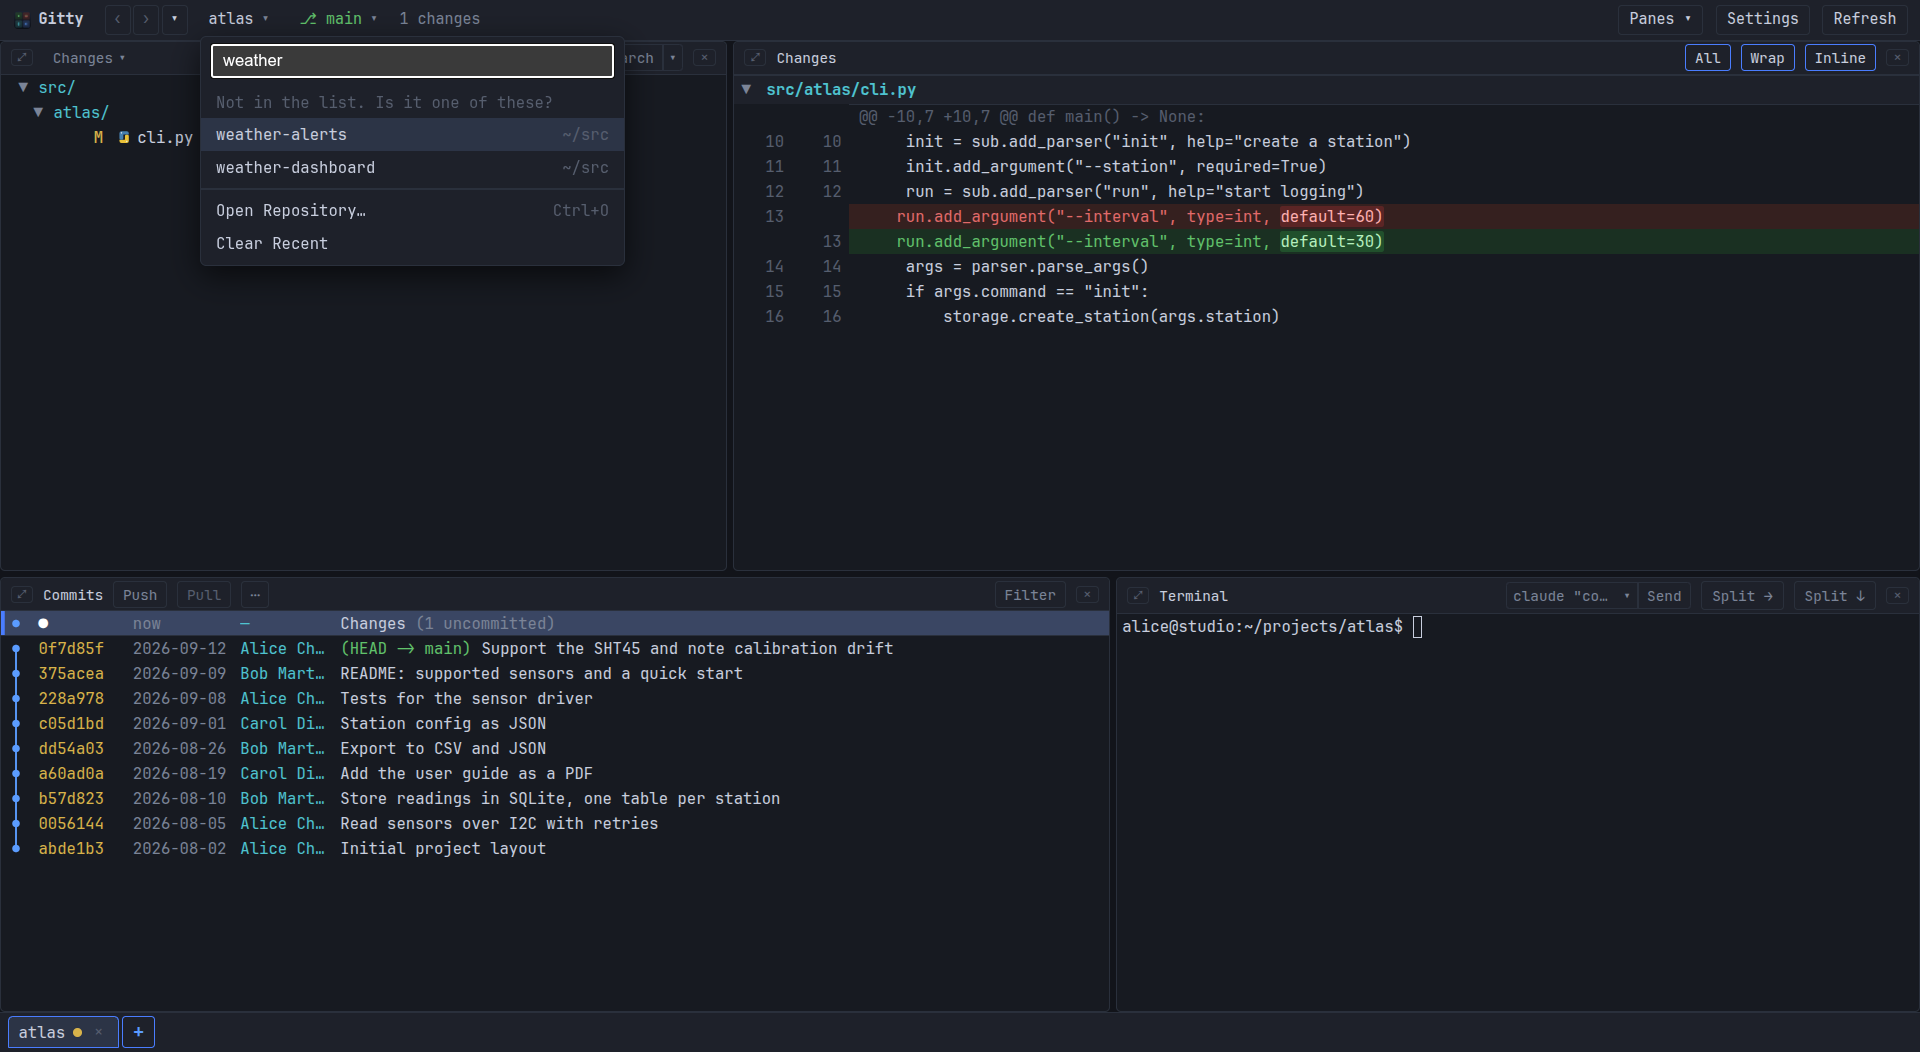 Gitty ‹ › ▾ atlas ▾ ⎇ main ▾ 1 changes Panes ▾ Settings Refresh
Changes ▾ rch ▾ ×
weather
Not in the list. Is it one of these?
weather-alerts ~/src
weather-dashboard ~/src
Open Repository… Ctrl+O
Clear Recent
▼ src/
▼ atlas/
M cli.py
Changes All Wrap Inline ×
▼ src/atlas/cli.py
@@ -10,7 +10,7 @@ def main() -> None:
10 10 init = sub.add_parser("init", help="create a station")
11 11 init.add_argument("--station", required=True)
12 12 run = sub.add_parser("run", help="start logging")
13 run.add_argument("--interval", type=int, default=60)
13 run.add_argument("--interval", type=int, default=30)
14 14 args = parser.parse_args()
15 15 if args.command == "init":
16 16 storage.create_station(args.station)
Commits Push Pull … Filter ×
● now — Changes (1 uncommitted)
0f7d85f 2026-09-12 Alice Ch… (HEAD -> main) Support the SHT45 and note calibration drift
375acea 2026-09-09 Bob Mart… README: supported sensors and a quick start
228a978 2026-09-08 Alice Ch… Tests for the sensor driver
c05d1bd 2026-09-01 Carol Di… Station config as JSON
dd54a03 2026-08-26 Bob Mart… Export to CSV and JSON
a60ad0a 2026-08-19 Carol Di… Add the user guide as a PDF
b57d823 2026-08-10 Bob Mart… Store readings in SQLite, one table per station
0056144 2026-08-05 Alice Ch… Read sensors over I2C with retries
abde1b3 2026-08-02 Alice Ch… Initial project layout
Terminal claude "co… ▾ Send Split → Split ↓ ×
alice@studio:~/projects/atlas$
atlas ● × +